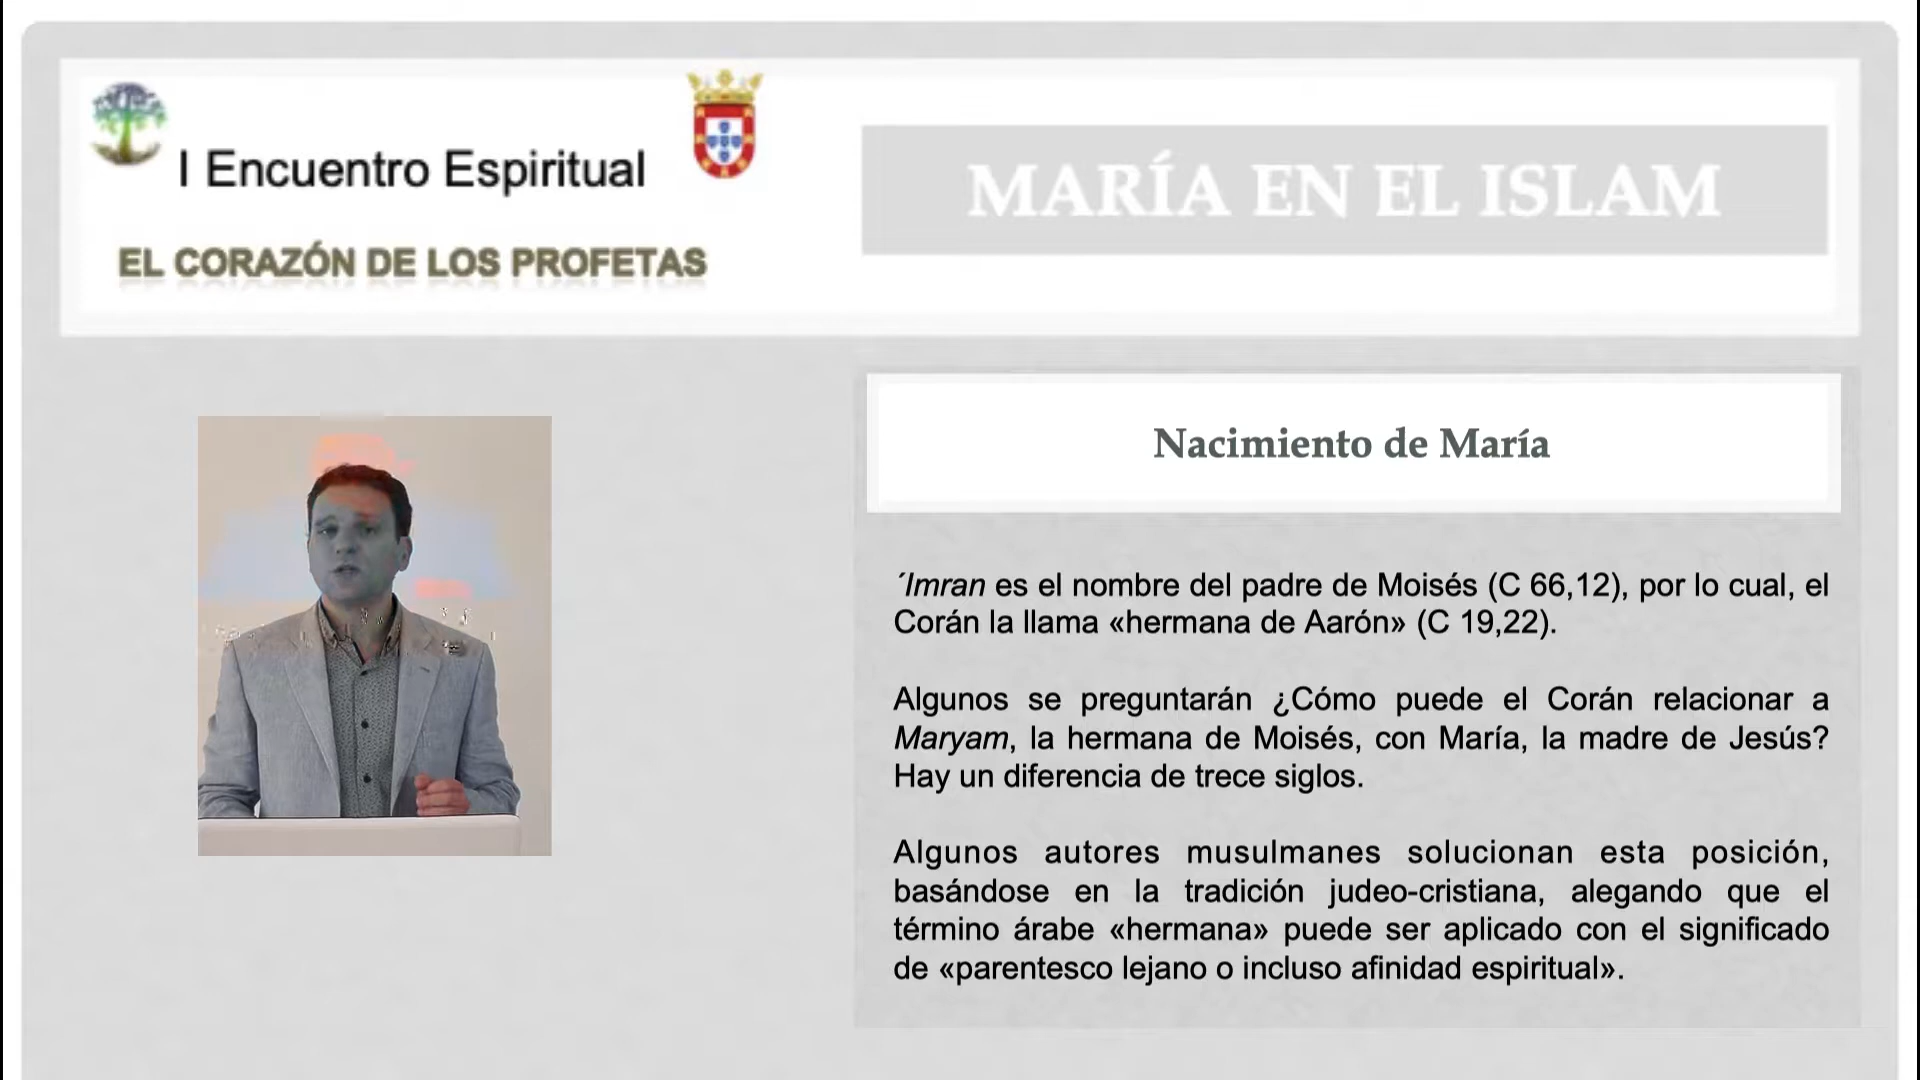 I Encuentro Espiritual
EL CORAZÓN DE LOS PROFETAS
MARÍA EN EL ISLAM
Nacimiento de María
´Imran es el nombre del padre de Moisés (C 66,12), por lo cual, el
Corán la llama «hermana de Aarón» (C 19,22).
Algunos se preguntarán ¿Cómo puede el Corán relacionar a
Maryam, la hermana de Moisés, con María, la madre de Jesús?
Hay un diferencia de trece siglos.
Algunos autores musulmanes solucionan esta posición,
basándose en la tradición judeo-cristiana, alegando que el
término árabe «hermana» puede ser aplicado con el significado
de «parentesco lejano o incluso afinidad espiritual».